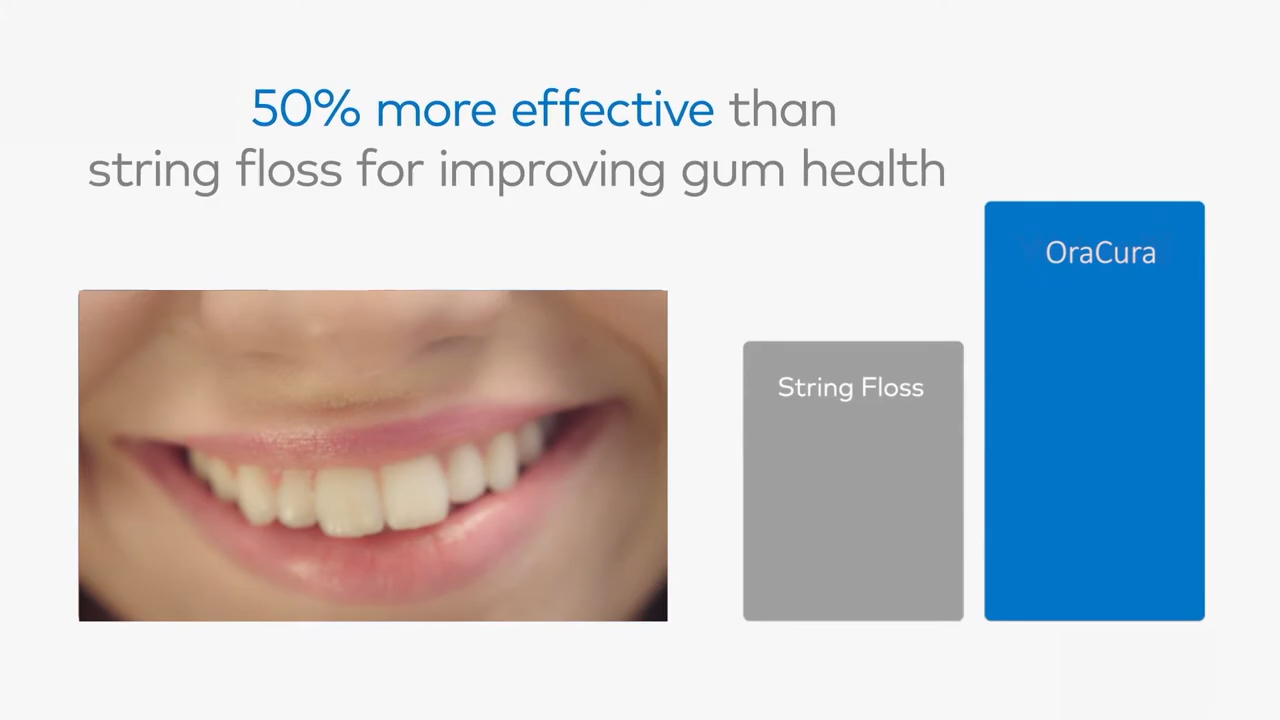 50% more effective than
string floss for improving gum health
OraCura
String Floss